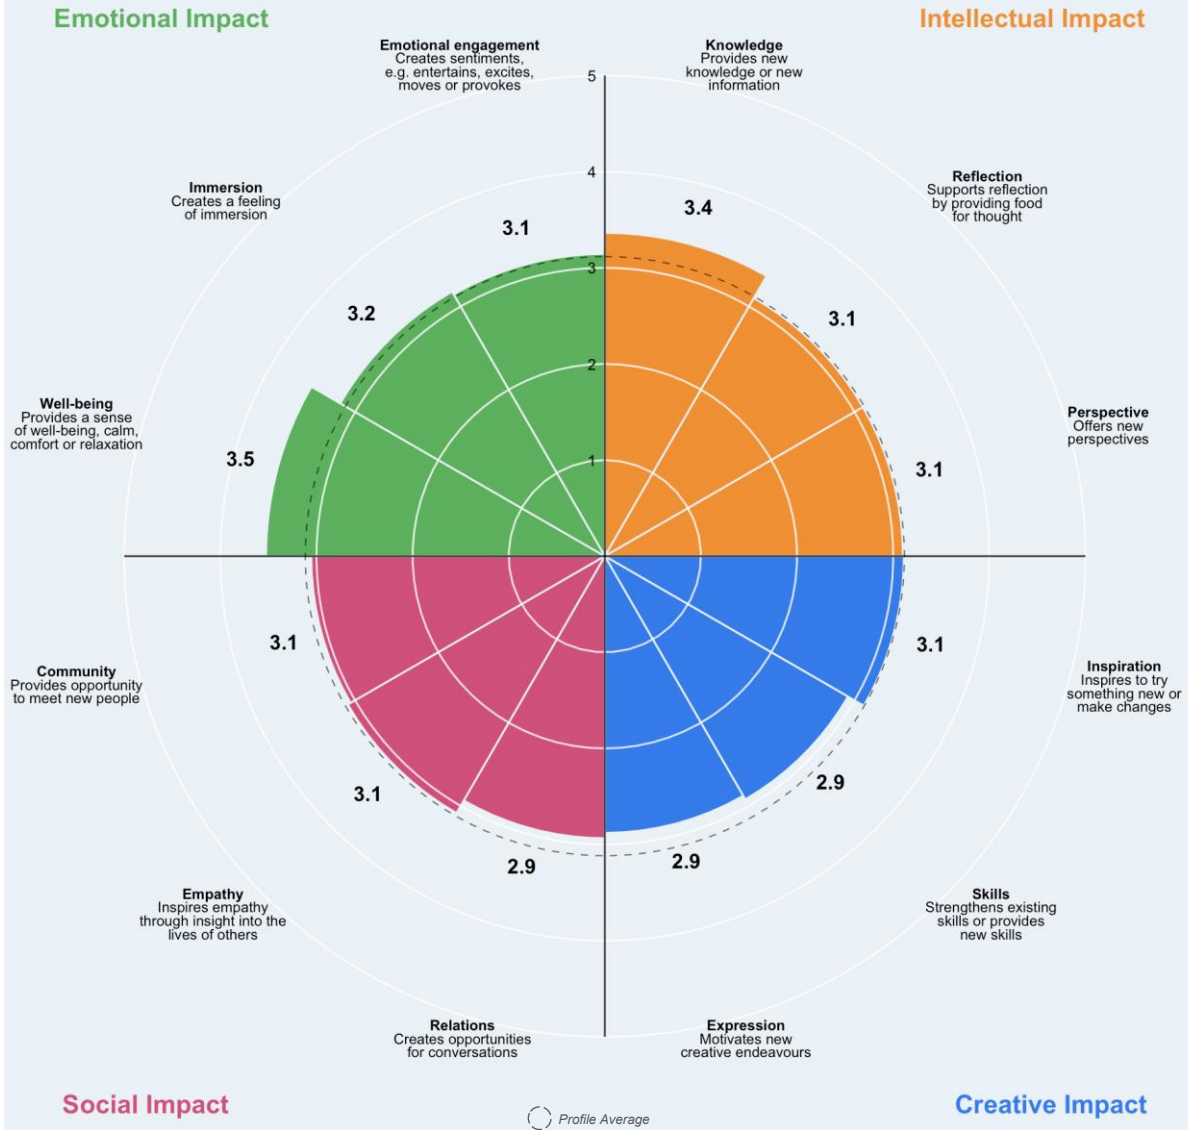 Emotional Impact
Intellectual Impact
Emotional engagement
Creates sentiments,
e.g. entertains, excites,
moves or provokes
Knowledge
Provides new
knowledge or new
information
Immersion
Creates a feeling
of immersion
Reflection
Supports reflection
by providing food
for thought
Well-being
Provides a sense
of well-being, calm,
comfort or relaxation
Perspective
Offers new
perspectives
5
4
3
2
1
3.1
3.4
3.2
3.1
3.5
3.1
3.1
3.1
3.1
2.9
2.9
2.9
Community
Provides opportunity
to meet new people
Inspiration
Inspires to try
something new or
make changes
Empathy
Inspires empathy
through insight into the
lives of others
Skills
Strengthens existing
skills or provides
new skills
Relations
Creates opportunities
for conversations
Expression
Motivates new
creative endeavours
Social Impact
Profile Average
Creative Impact